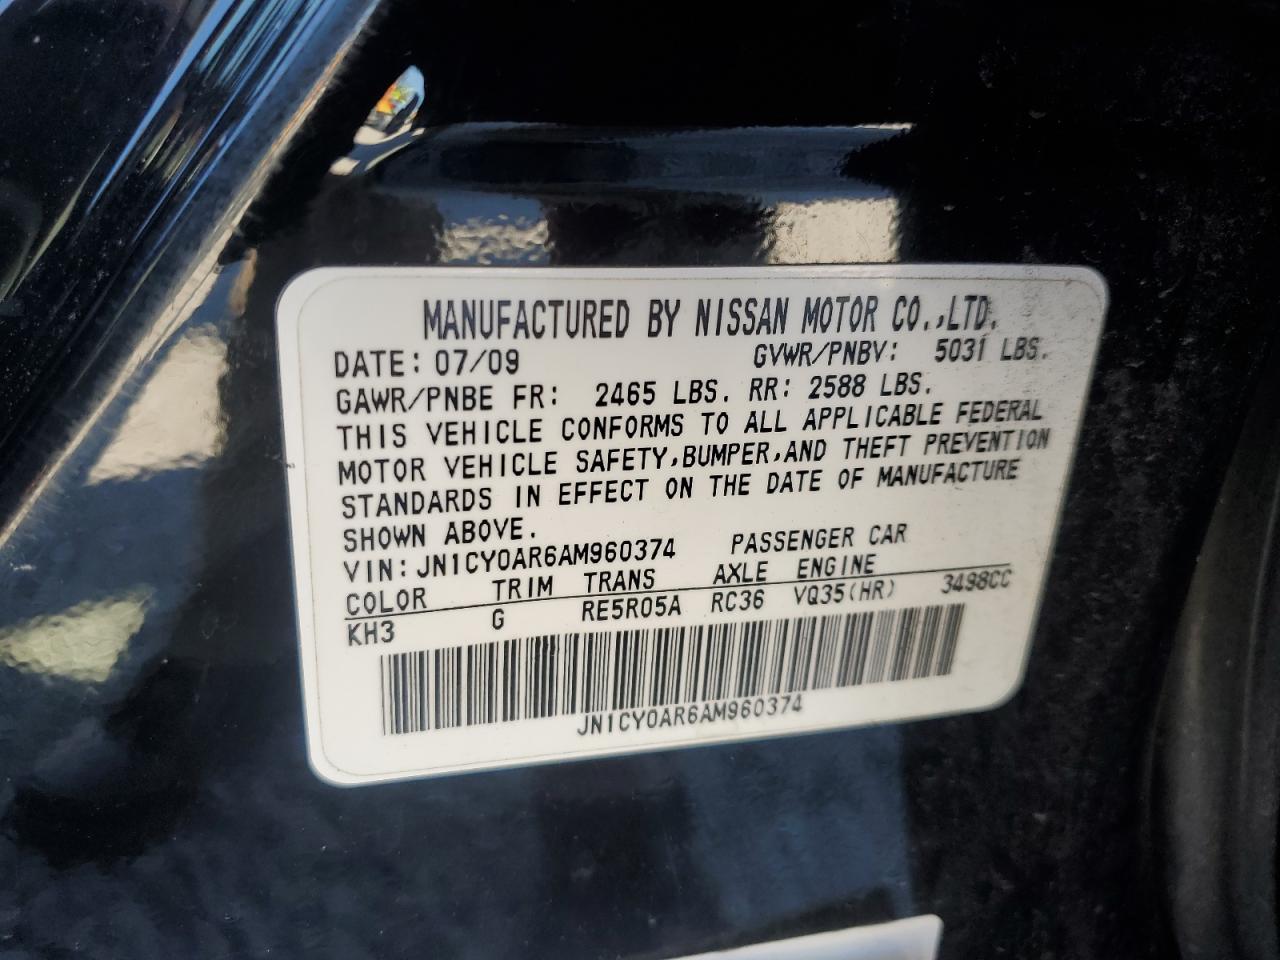 MANUFACTURED BY NISSAN MOTOR CO.,LTD.
DATE: 07/09 GVWR/PNBV: 5031 LBS.
GAWR/PNBE FR: 2465 LBS. RR: 2588 LBS.
THIS VEHICLE CONFORMS TO ALL APPLICABLE FEDERAL
MOTOR VEHICLE SAFETY,BUMPER,AND THEFT PREVENTION
STANDARDS IN EFFECT ON THE DATE OF MANUFACTURE
SHOWN ABOVE.
VIN: JN1CY0AR6AM960374 PASSENGER CAR
COLOR TRIM TRANS AXLE ENGINE
KH3 G RE5R05A RC36 VQ35(HR) 3498CC
JN1CY0AR6AM960374